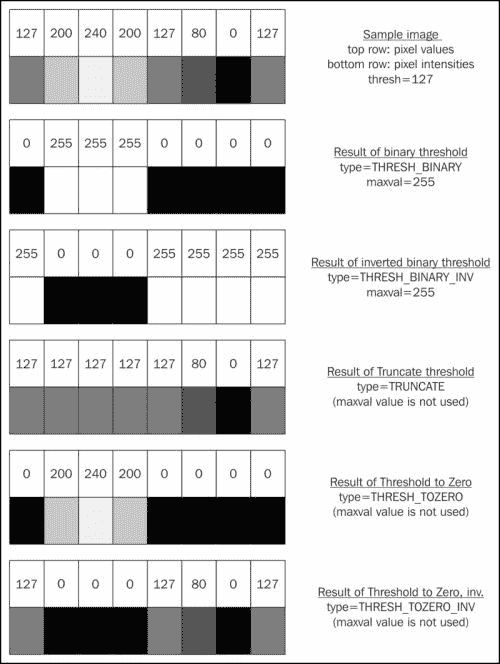 127 200 240 200 127 80 0 127
Sample image
top row: pixel values
bottom row: pixel intensities
thresh=127
0 255 255 255 0 0 0 0
Result of binary threshold
type=THRESH_BINARY
maxval=255
255 0 0 0 255 255 255 255
Result of inverted binary threshold
type=THRESH_BINARY_INV
maxval=255
127 127 127 127 127 80 0 127
Result of Truncate threshold
type=TRUNCATE
(maxval value is not used)
0 200 240 200 0 0 0 0
Result of Threshold to Zero
type=THRESH_TOZERO
(maxval value is not used)
127 0 0 0 127 80 0 127
Result of Threshold to Zero, inv.
type=THRESH_TOZERO_INV
(maxval value is not used)